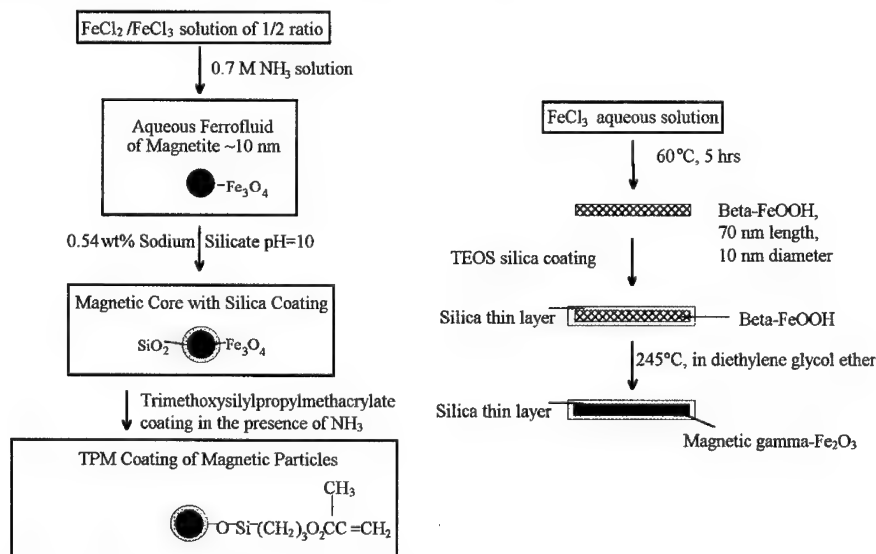 FeCl₂ /FeCl₃ solution of 1/2 ratio
0.7 M NH₃ solution
Aqueous Ferrofluid
of Magnetite ~10 nm
Fe₃O₄
0.54 wt% Sodium Silicate pH=10
Magnetic Core with Silica Coating
SiO₂ Fe₃O₄
Trimethoxysilylpropylmethacrylate
coating in the presence of NH₃
TPM Coating of Magnetic Particles
CH₃
O-Si-(CH₂)₃O₂CC=CH₂
FeCl₃ aqueous solution
60°C, 5 hrs
Beta-FeOOH,
70 nm length,
10 nm diameter
TEOS silica coating
Silica thin layer
Beta-FeOOH
245°C, in diethylene glycol ether
Silica thin layer
Magnetic gamma-Fe₂O₃